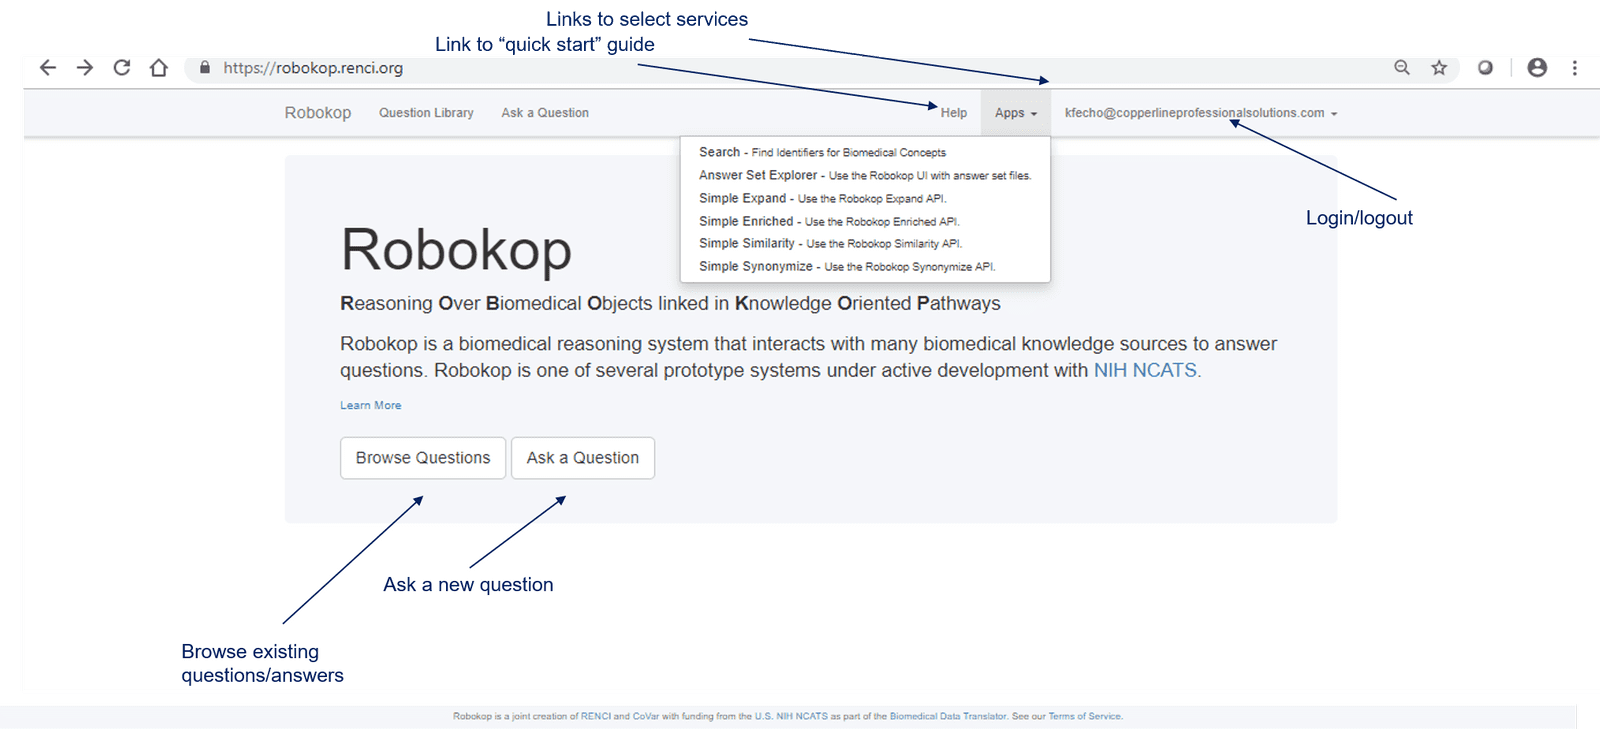 Links to select services
Link to “quick start” guide
https://robokop.renci.org
Robokop Question Library Ask a Question Help Apps kfecho@copperlineprofessionalsolutions.com
Search - Find Identifiers for Biomedical Concepts
Answer Set Explorer - Use the Robokop UI with answer set files.
Simple Expand - Use the Robokop Expand API.
Simple Enriched - Use the Robokop Enriched API.
Simple Similarity - Use the Robokop Similarity API.
Simple Synonymize - Use the Robokop Synonymize API.
Login/logout
Robokop
Reasoning Over Biomedical Objects linked in Knowledge Oriented Pathways
Robokop is a biomedical reasoning system that interacts with many biomedical knowledge sources to answer
questions. Robokop is one of several prototype systems under active development with NIH NCATS.
Learn More
Browse Questions Ask a Question
Ask a new question
Browse existing
questions/answers
Robokop is a joint creation of RENCI and CoVar with funding from the U.S. NIH NCATS as part of the Biomedical Data Translator. See our Terms of Service.